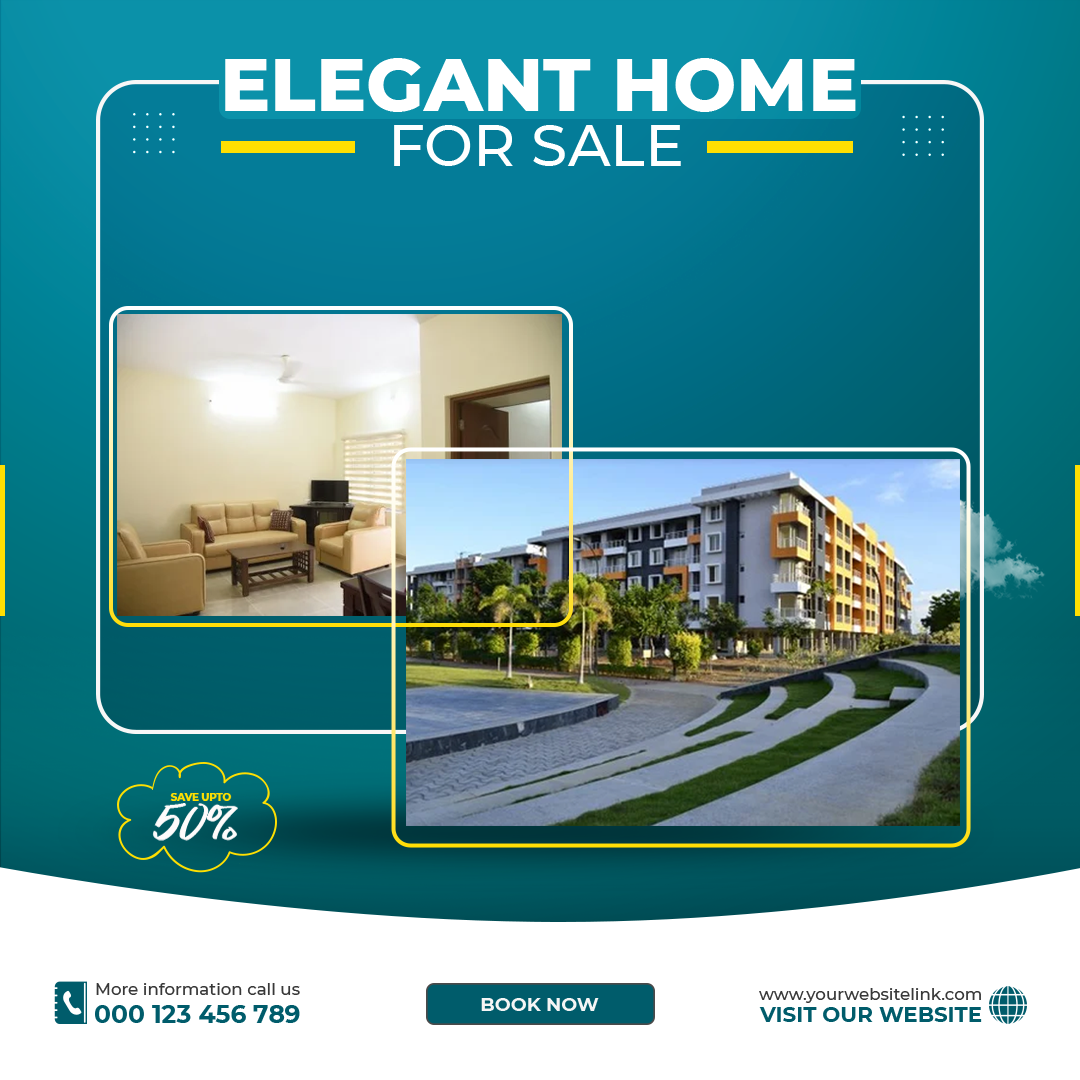 ELEGANT HOME
FOR SALE
SAVE UPTO
50%
More information call us
000 123 456 789
BOOK NOW
www.yourwebsitelink.com
VISIT OUR WEBSITE